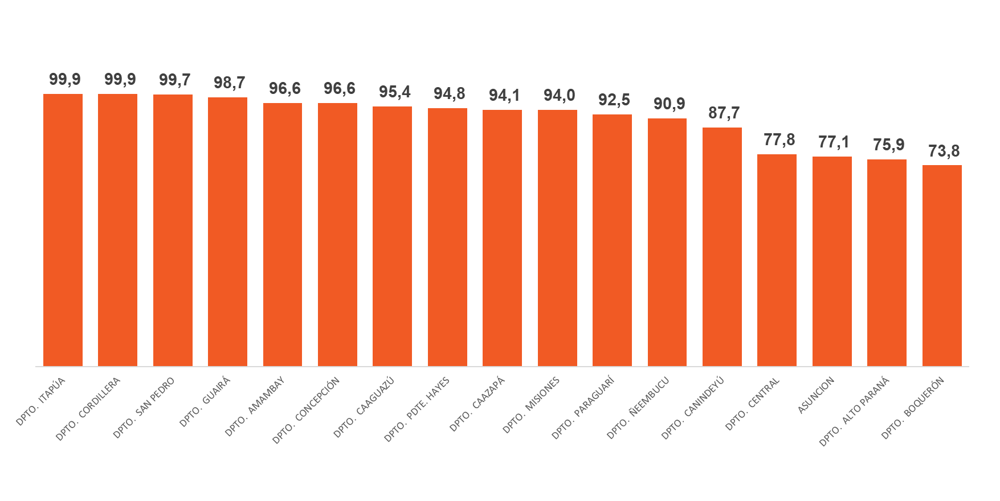 99,9
99,9
99,7
98,7
96,6
96,6
95,4
94,8
94,1
94,0
92,5
90,9
87,7
77,8
77,1
75,9
73,8
DPTO. ITAPÚA
DPTO. CORDILLERA
DPTO. SAN PEDRO
DPTO. GUAIRÁ
DPTO. AMAMBAY
DPTO. CONCEPCIÓN
DPTO. CAAGUAZÚ
DPTO. PDTE. HAYES
DPTO. CAAZAPÁ
DPTO. MISIONES
DPTO. PARAGUARÍ
DPTO. ÑEEMBUCU
DPTO. CANINDEYÚ
DPTO. CENTRAL
ASUNCION
DPTO. ALTO PARANÁ
DPTO. BOQUERÓN